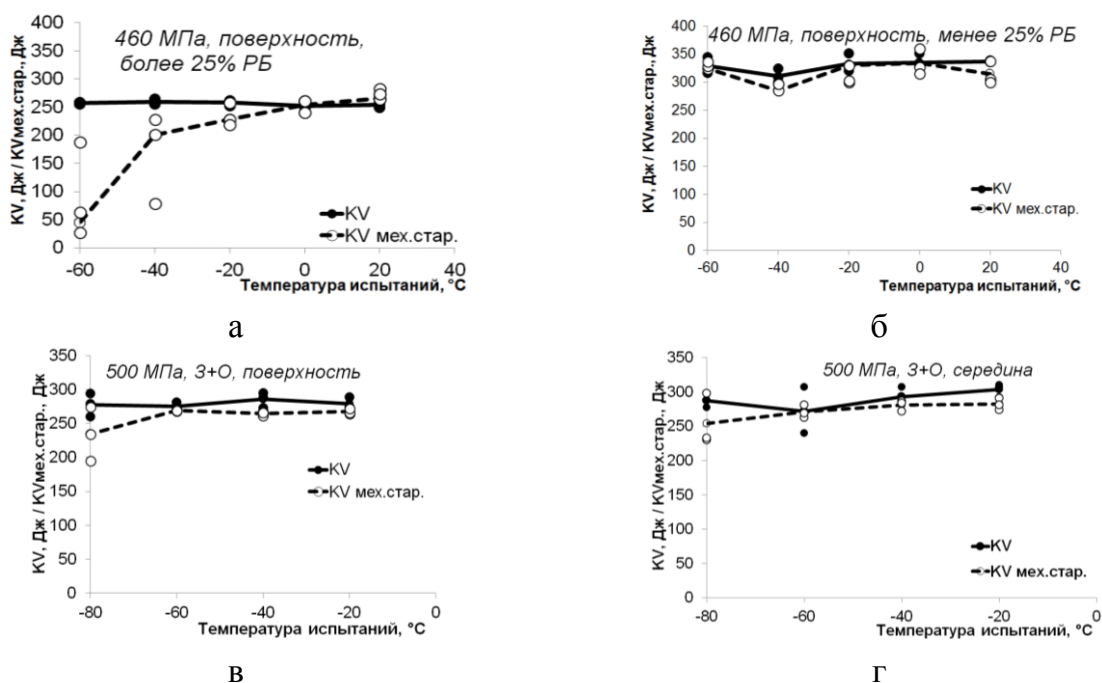 460 МПа, поверхность,
более 25% РБ
KV, Дж / KVмех.стар., Дж
400
350
300
250
200
150
100
50
0
KV
KV мех.стар.
-60
-40
-20
0
20
40
Температура испытаний, °С
а
460 МПа, поверхность, менее 25% РБ
KV, Дж / KVмех.стар., Дж
400
350
300
250
200
150
100
50
0
KV
KV мех.стар.
-60
-40
-20
0
20
40
Температура испытаний, °С
б
500 МПа, З+О, поверхность
KV, Дж / KVмех.стар., Дж
350
300
250
200
150
100
50
0
KV
KV мех.стар.
-80
-60
-40
-20
0
Температура испытаний, °С
в
500 МПа, З+О, середина
KV, Дж / KVмех.стар., Дж
350
300
250
200
150
100
50
0
KV
KV мех.стар.
-80
-60
-40
-20
0
Температура испытаний, °С
г